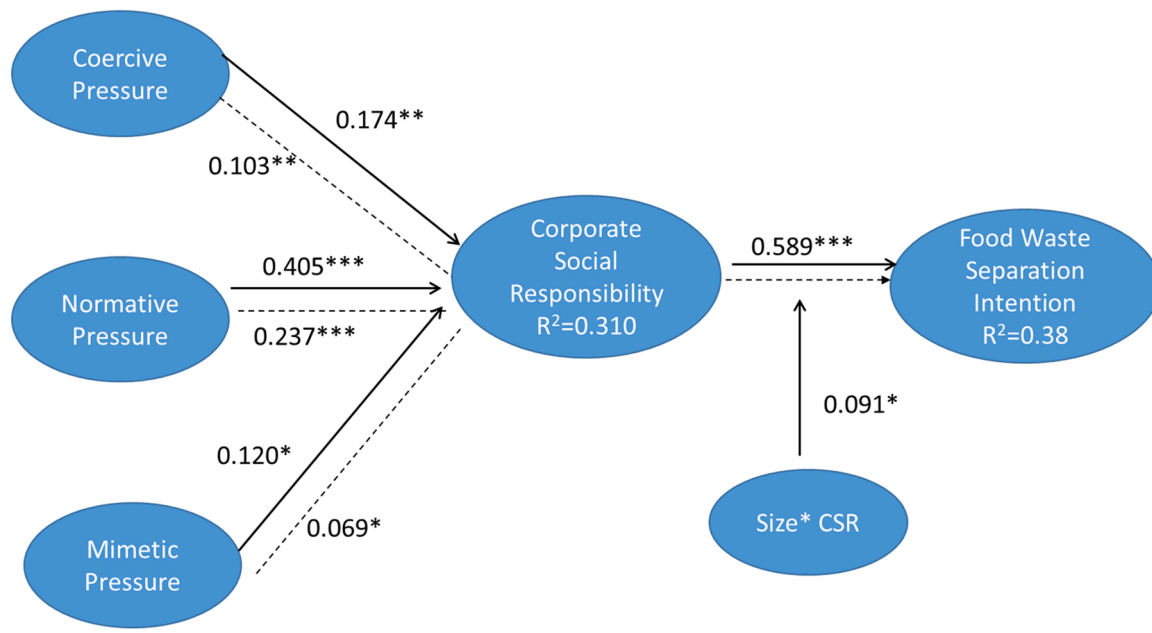 Coercive
Pressure
0.174**
0.103**
Normative
Pressure
0.405***
0.237***
Mimetic
Pressure
0.120*
0.069*
Corporate
Social
Responsibility
R²=0.310
0.589***
Food Waste
Separation
Intention
R²=0.38
0.091*
Size* CSR